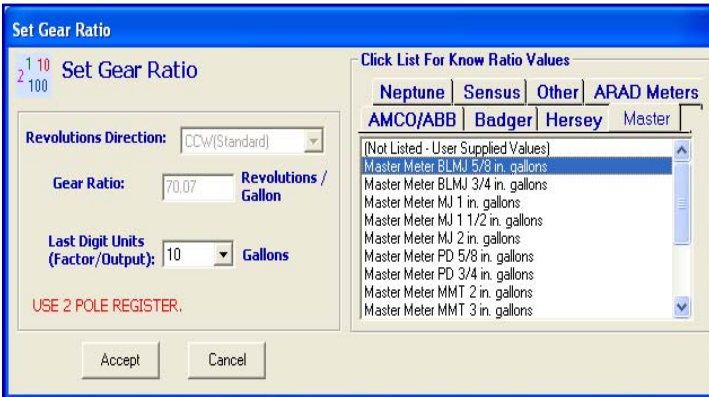 Set Gear Ratio
2 1 10 100
Set Gear Ratio
Revolutions Direction: CCW(Standard)
Gear Ratio: 70.07 Revolutions / Gallon
Last Digit Units (Factor/Output): 10 Gallons
USE 2 POLE REGISTER.
Accept Cancel
Click List For Know Ratio Values
Neptune Sensus Other ARAD Meters
AMCO/ABB Badger Hersey Master
(Not Listed - User Supplied Values)
Master Meter BLMJ 5/8 in. gallons
Master Meter BLMJ 3/4 in. gallons
Master Meter MJ 1 in. gallons
Master Meter MJ 1 1/2 in. gallons
Master Meter MJ 2 in. gallons
Master Meter PD 5/8 in. gallons
Master Meter PD 3/4 in. gallons
Master Meter MMT 2 in. gallons
Master Meter MMT 3 in. gallons